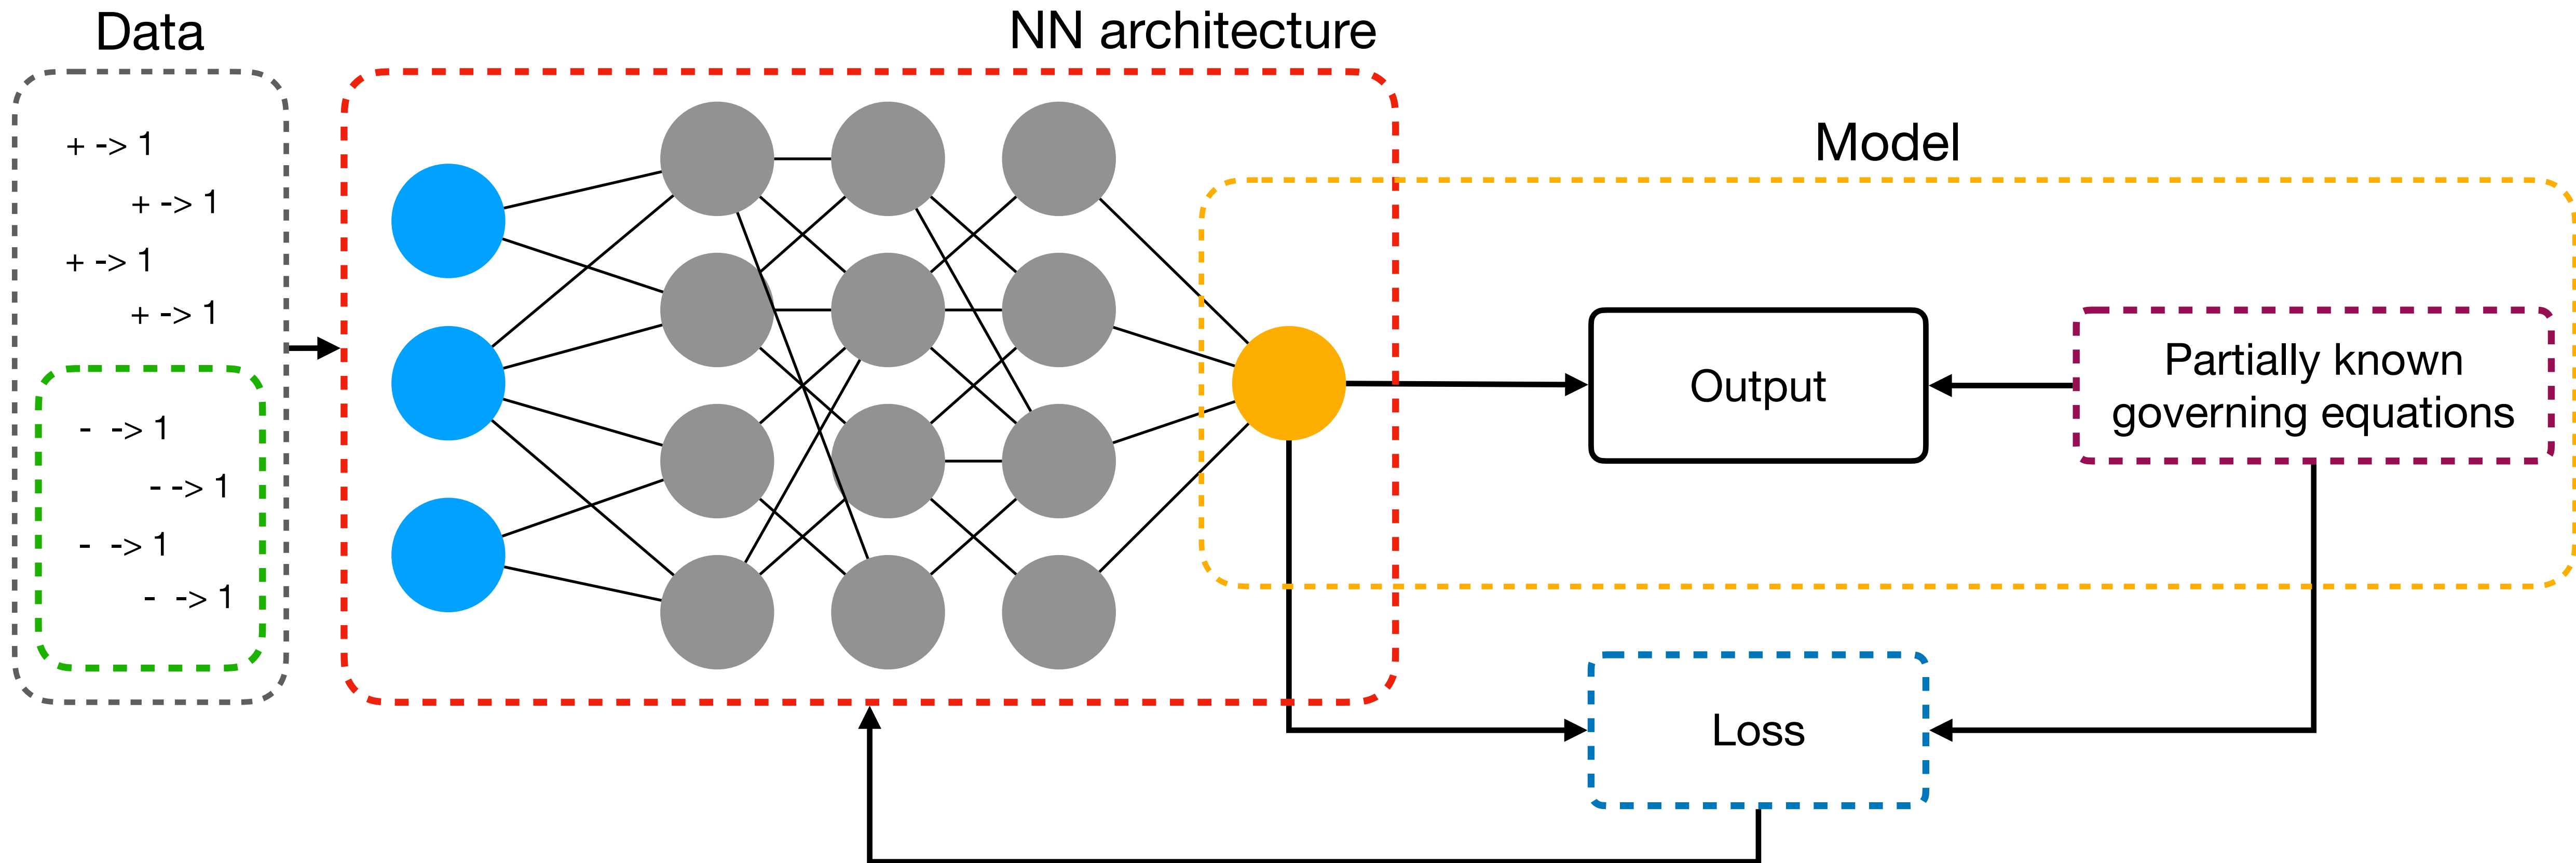 Data
+ -> 1
+ -> 1
+ -> 1
+ -> 1
- -> 1
- -> 1
- -> 1
- -> 1
NN architecture
Model
Output
Partially known
governing equations
Loss